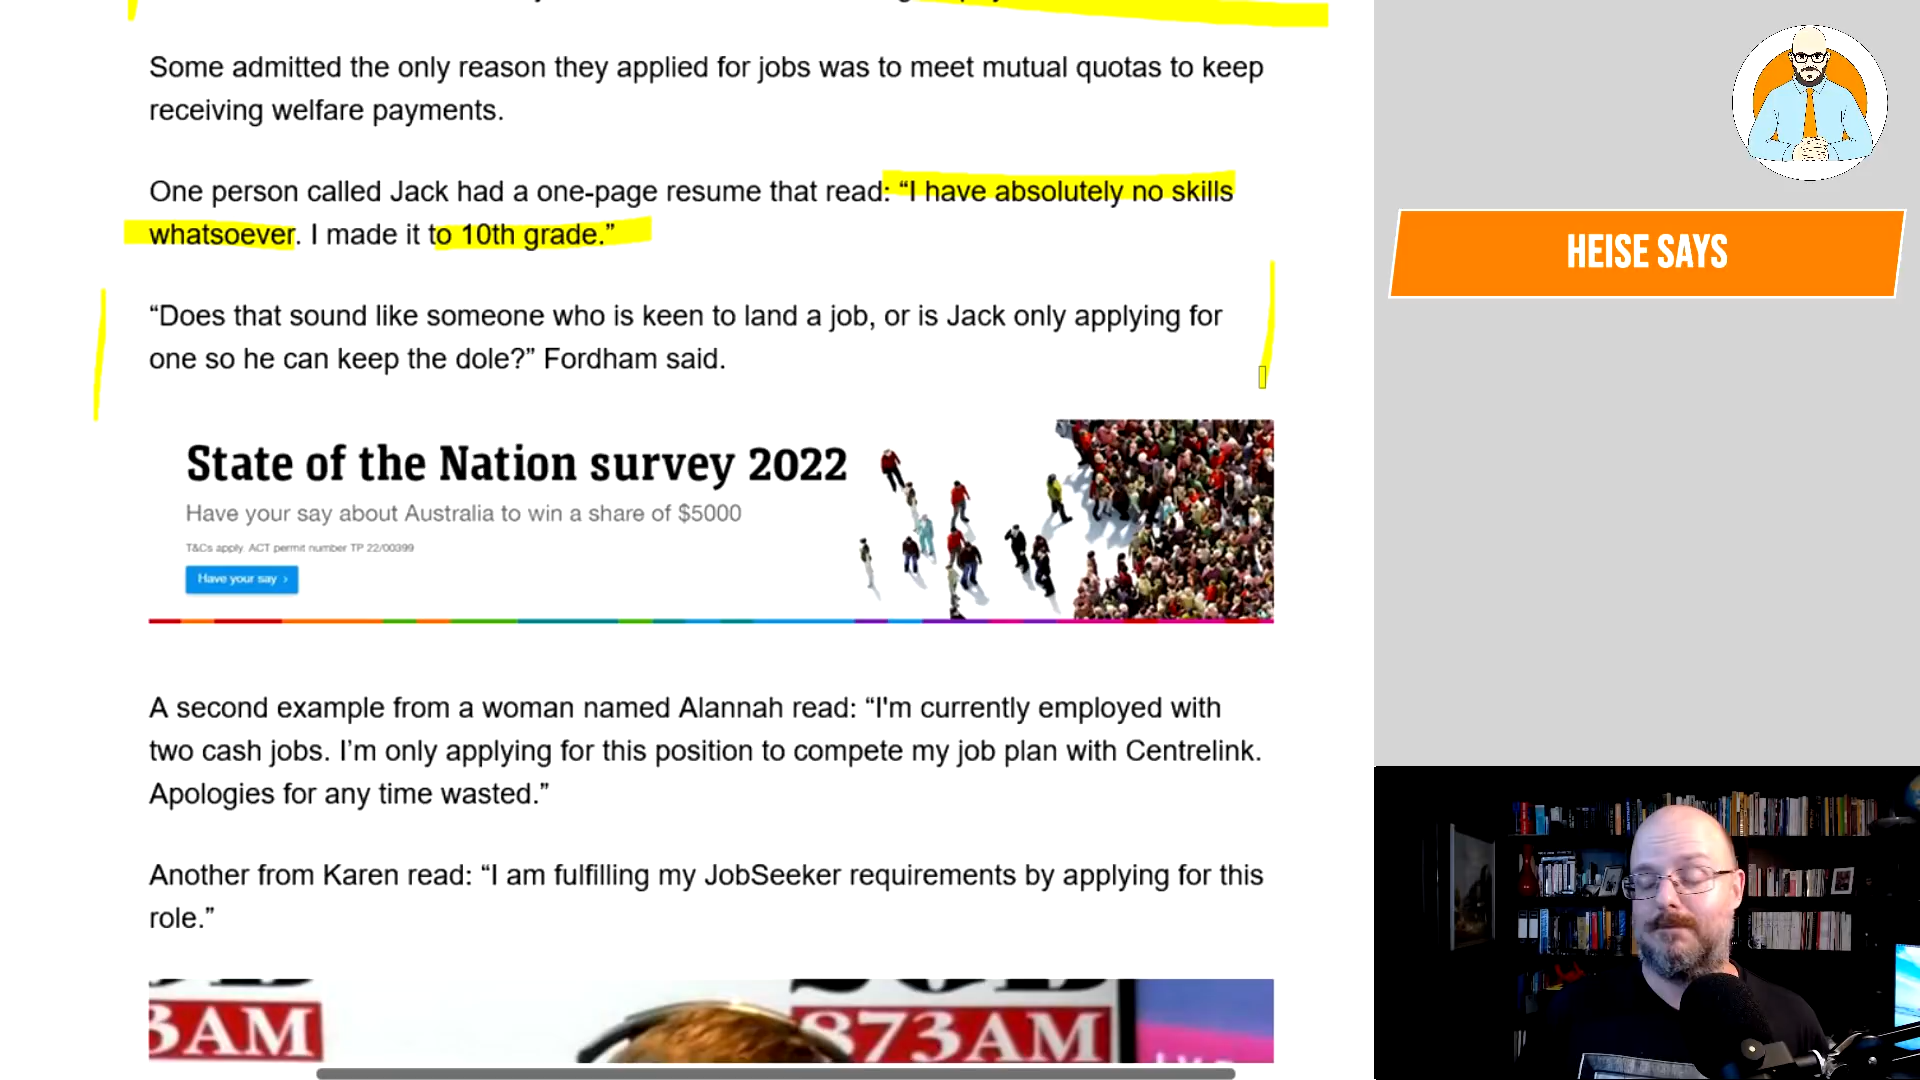 Some admitted the only reason they applied for jobs was to meet mutual quotas to keep
receiving welfare payments.
One person called Jack had a one-page resume that read: “I have absolutely no skills
whatsoever. I made it to 10th grade.”
“Does that sound like someone who is keen to land a job, or is Jack only applying for
one so he can keep the dole?” Fordham said.
State of the Nation survey 2022
Have your say about Australia to win a share of $5000
T&Cs apply. ACT permit number TP 22/00399
Have your say ›
A second example from a woman named Alannah read: “I'm currently employed with
two cash jobs. I’m only applying for this position to compete my job plan with Centrelink.
Apologies for any time wasted.”
Another from Karen read: “I am fulfilling my JobSeeker requirements by applying for this
role.”
3AM
873AM
HEISE SAYS